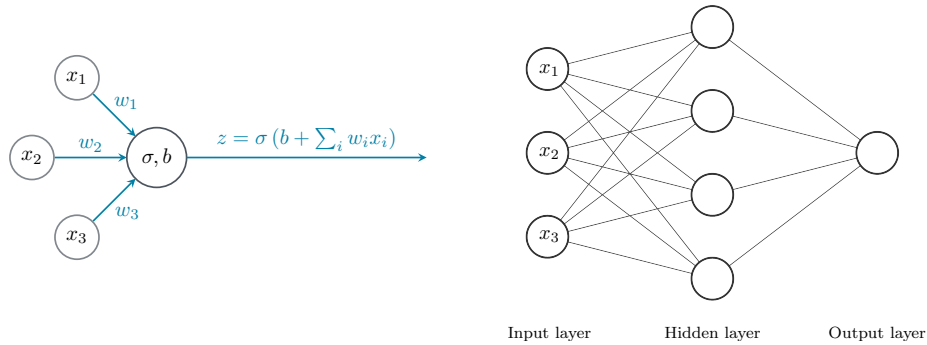 x₁
w₁
x₂
w₂
σ, b
z = σ (b + ∑ᵢ wᵢxᵢ)
w₃
x₃
x₁
x₂
x₃
Input layer
Hidden layer
Output layer